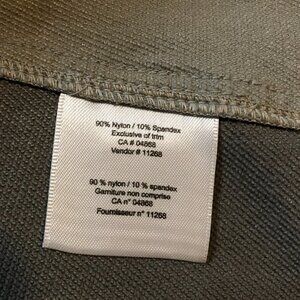 90% Nylon / 10% Spandex
Exclusive of trim
CA # 04868
Vendor # 11268
90 % nylon / 10 % spandex
Garniture non comprise
CA n° 04868
Fournisseur n° 11268